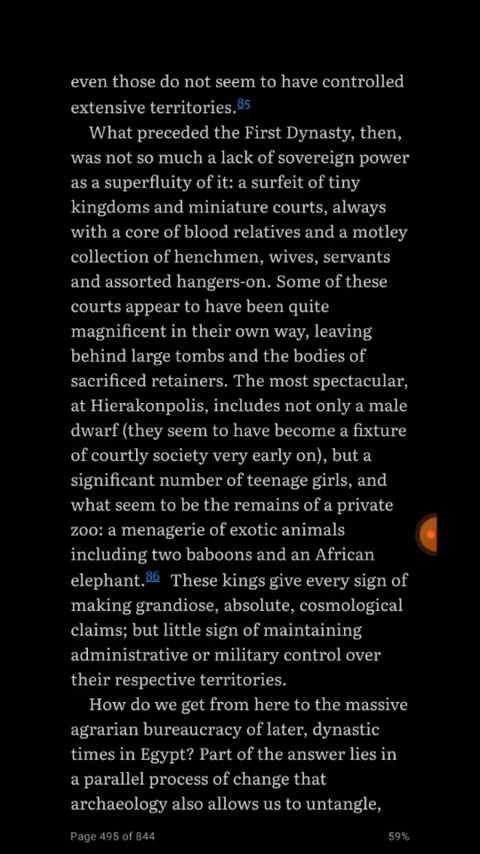 even those do not seem to have controlled
extensive territories.85
What preceded the First Dynasty, then,
was not so much a lack of sovereign power
as a superfluity of it: a surfeit of tiny
kingdoms and miniature courts, always
with a core of blood relatives and a motley
collection of henchmen, wives, servants
and assorted hangers-on. Some of these
courts appear to have been quite
magnificent in their own way, leaving
behind large tombs and the bodies of
sacrificed retainers. The most spectacular,
at Hierakonpolis, includes not only a male
dwarf (they seem to have become a fixture
of courtly society very early on), but a
significant number of teenage girls, and
what seem to be the remains of a private
zoo: a menagerie of exotic animals
including two baboons and an African
elephant.86 These kings give every sign of
making grandiose, absolute, cosmological
claims; but little sign of maintaining
administrative or military control over
their respective territories.
How do we get from here to the massive
agrarian bureaucracy of later, dynastic
times in Egypt? Part of the answer lies in
a parallel process of change that
archaeology also allows us to untangle,
Page 495 of 844
59%